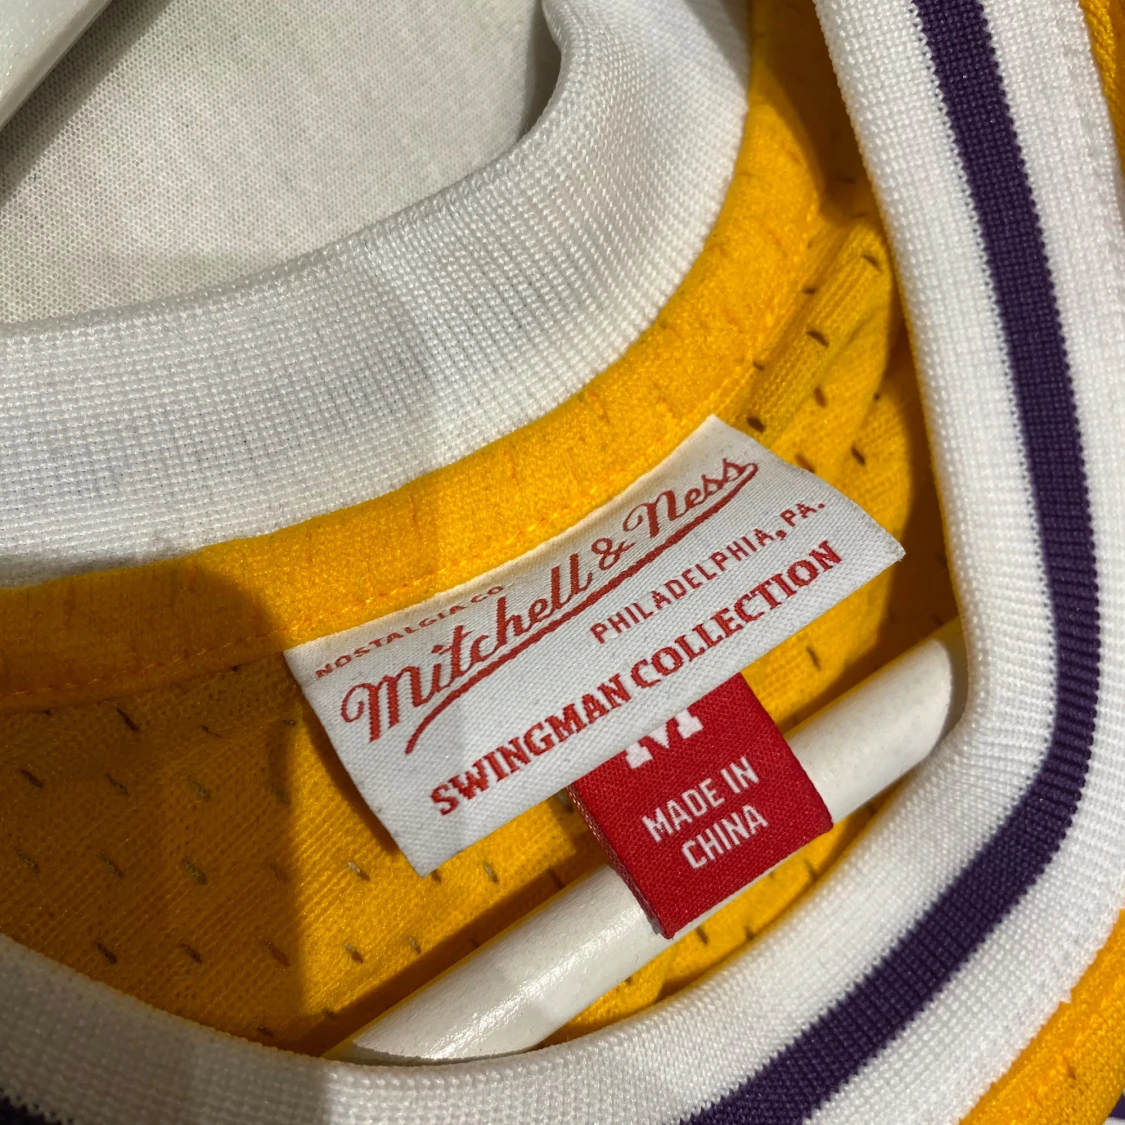 NOSTALGIA CO
Mitchell & Ness
PHILADELPHIA, PA.
SWINGMAN COLLECTION
M
MADE IN
CHINA